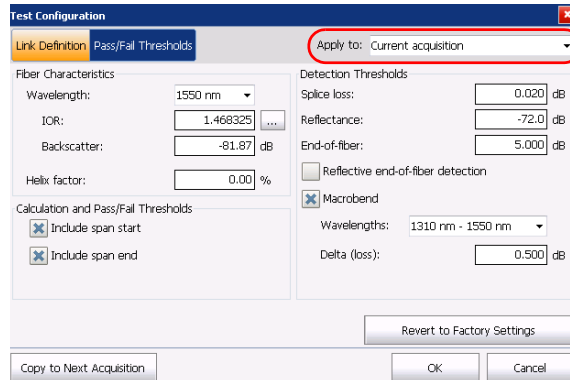 Test Configuration
Link Definition Pass/Fail Thresholds
Apply to: Current acquisition
Fiber Characteristics
Wavelength: 1550 nm
IOR: 1.468325 ...
Backscatter: -81.87 dB
Helix factor: 0.00 %
Calculation and Pass/Fail Thresholds
Include span start
Include span end
Detection Thresholds
Splice loss: 0.020 dB
Reflectance: -72.0 dB
End-of-fiber: 5.000 dB
Reflective end-of-fiber detection
Macrobend
Wavelengths: 1310 nm - 1550 nm
Delta (loss): 0.500 dB
Revert to Factory Settings
Copy to Next Acquisition
OK
Cancel